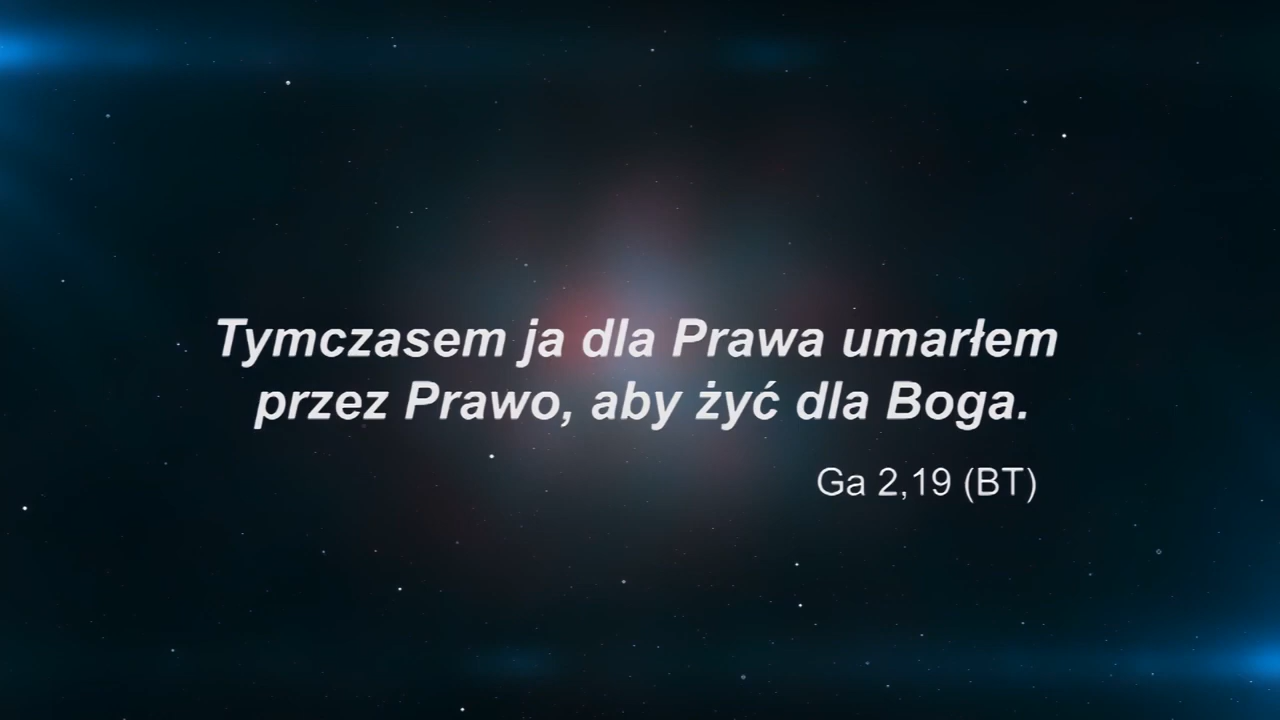 Tymczasem ja dla Prawa umarłem
przez Prawo, aby żyć dla Boga.
Ga 2,19 (BT)